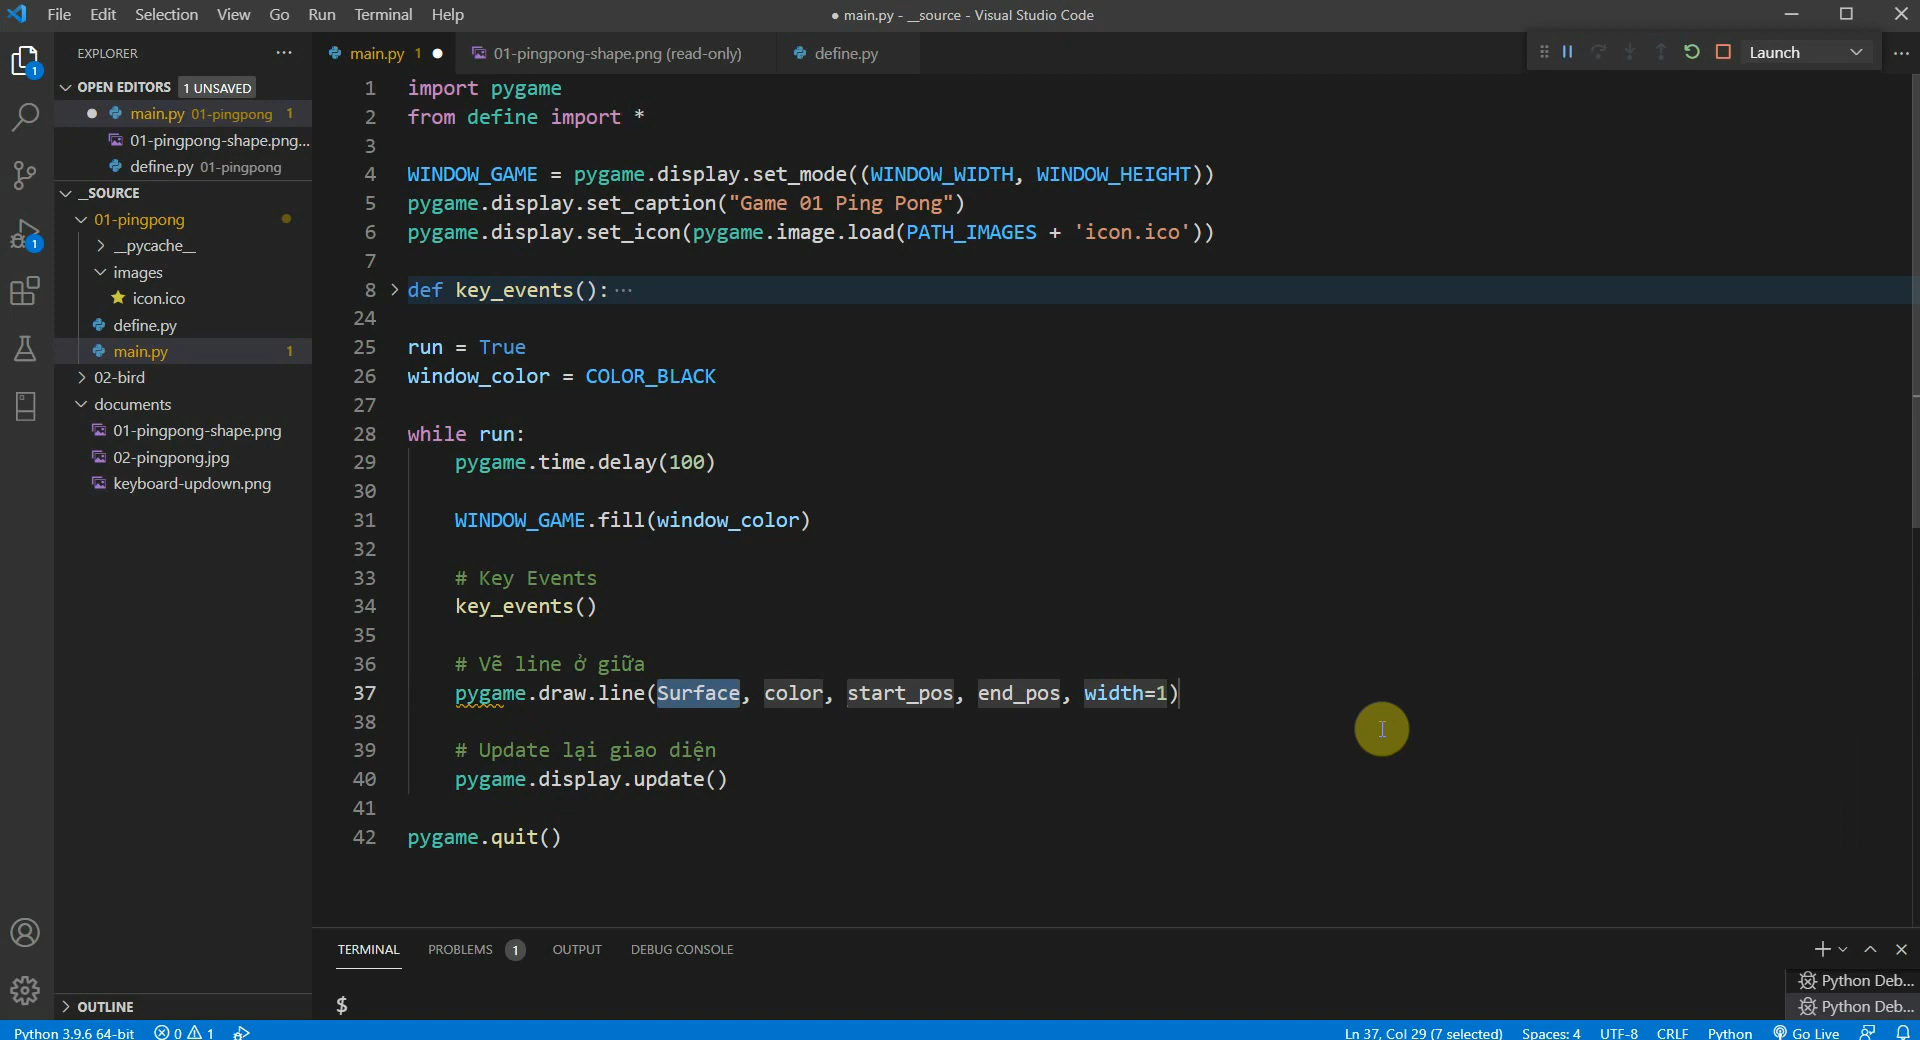 File Edit Selection View Go Run Terminal Help
● main.py - __source - Visual Studio Code
EXPLORER
main.py 1
01-pingpong-shape.png (read-only)
define.py
Launch
OPEN EDITORS 1 UNSAVED
main.py 01-pingpong 1
01-pingpong-shape.png...
define.py 01-pingpong
_SOURCE
01-pingpong
__pycache__
images
icon.ico
define.py
main.py 1
02-bird
documents
01-pingpong-shape.png
02-pingpong.jpg
keyboard-updown.png
OUTLINE
1 import pygame
2 from define import *
3
4 WINDOW_GAME = pygame.display.set_mode((WINDOW_WIDTH, WINDOW_HEIGHT))
5 pygame.display.set_caption("Game 01 Ping Pong")
6 pygame.display.set_icon(pygame.image.load(PATH_IMAGES + 'icon.ico'))
7
8 def key_events():···
24
25 run = True
26 window_color = COLOR_BLACK
27
28 while run:
29 pygame.time.delay(100)
30
31 WINDOW_GAME.fill(window_color)
32
33 # Key Events
34 key_events()
35
36 # Vẽ line ở giữa
37 pygame.draw.line(Surface, color, start_pos, end_pos, width=1)
38
39 # Update lại giao diện
40 pygame.display.update()
41
42 pygame.quit()
TERMINAL PROBLEMS 1 OUTPUT DEBUG CONSOLE
$
Python Deb...
Python Deb...
Python 3.9.6 64-bit 0 1
Ln 37, Col 29 (7 selected) Spaces: 4 UTF-8 CRLF Python Go Live
1
1